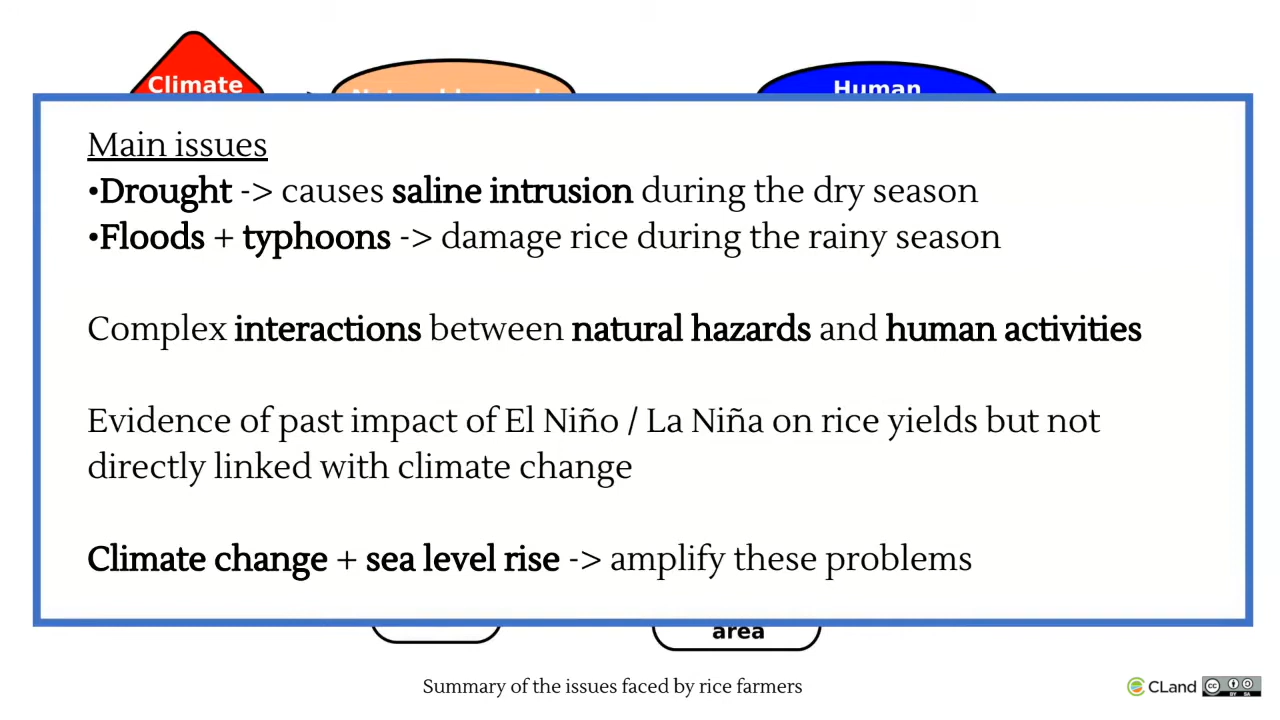 Climate
Human
Main issues
•Drought -> causes saline intrusion during the dry season
•Floods + typhoons -> damage rice during the rainy season
Complex interactions between natural hazards and human activities
Evidence of past impact of El Niño / La Niña on rice yields but not
directly linked with climate change
Climate change + sea level rise -> amplify these problems
area
Summary of the issues faced by rice farmers
CLand
BY SA